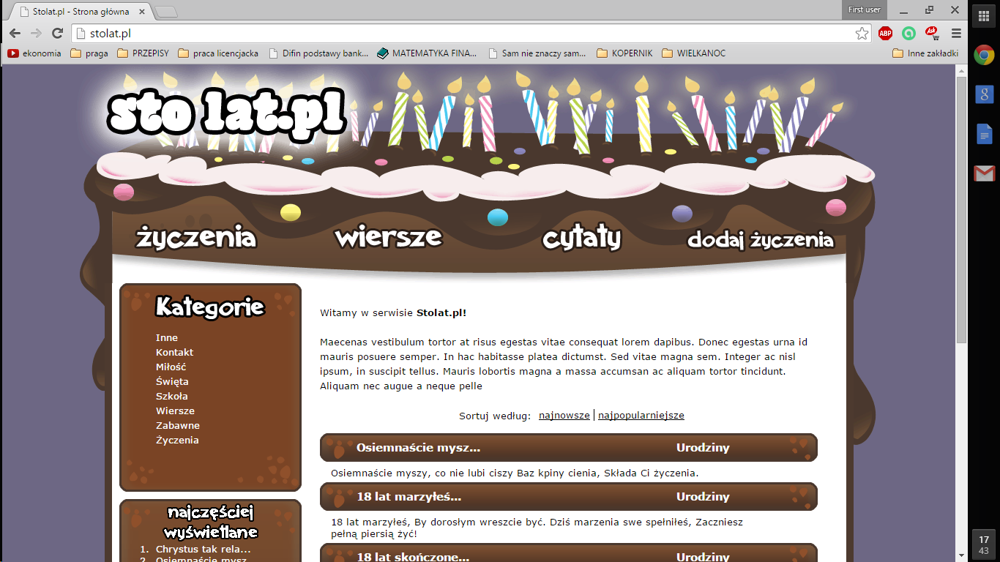 Stolat.pl - Strona główna
First user
stolat.pl
ABP
Ask
ekonomia praga PRZEPISY praca licencjacka Difin podstawy bank... MATEMATYKA FINA... Sam nie znaczy sam... KOPERNIK WIELKANOC Inne zakładki
sto lat.pl
życzenia wiersze cytaty dodaj życzenia
Kategorie
Inne
Kontakt
Miłość
Święta
Szkoła
Wiersze
Zabawne
Życzenia
najczęściej
wyświetlane
1. Chrystus tak rela...
2. Osiemnaście mysz...
Witamy w serwisie Stolat.pl!
Maecenas vestibulum tortor at risus egestas vitae consequat lorem dapibus. Donec egestas urna id
mauris posuere semper. In hac habitasse platea dictumst. Sed vitae magna sem. Integer ac nisl
ipsum, in suscipit tellus. Mauris lobortis magna a massa accumsan ac aliquam tortor tincidunt.
Aliquam nec augue a neque pelle
Sortuj według: najnowsze | najpopularniejsze
Osiemnaście mysz... Urodziny
Osiemnaście myszy, co nie lubi ciszy Baz kpiny cienia, Składa Ci życzenia.
18 lat marzyłeś... Urodziny
18 lat marzyłeś, By dorosłym wreszcie być. Dziś marzenia swe spełniłeś, Zaczniesz
pełną piersią żyć!
18 lat skończone... Urodziny
8
17
43